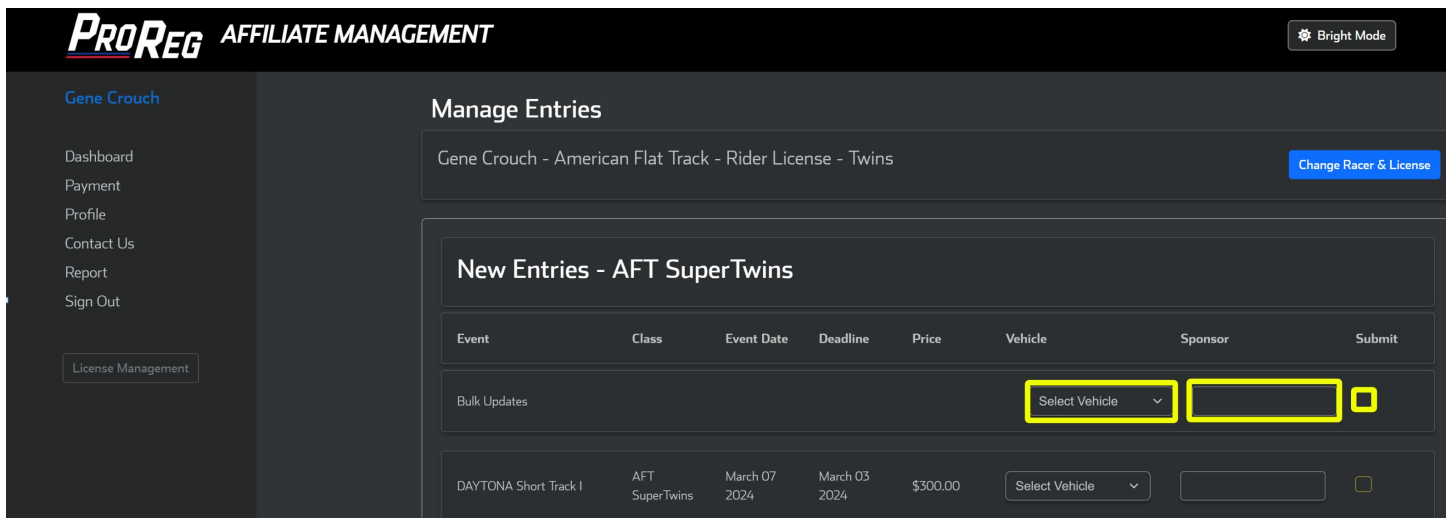 PROREG AFFILIATE MANAGEMENT
Bright Mode
Gene Crouch
Dashboard
Payment
Profile
Contact Us
Report
Sign Out
License Management
Manage Entries
Gene Crouch - American Flat Track - Rider License - Twins
Change Racer & License
New Entries - AFT SuperTwins
Event Class Event Date Deadline Price Vehicle Sponsor Submit
Bulk Updates Select Vehicle
DAYTONA Short Track I AFT SuperTwins March 07 2024 March 03 2024 $300.00 Select Vehicle